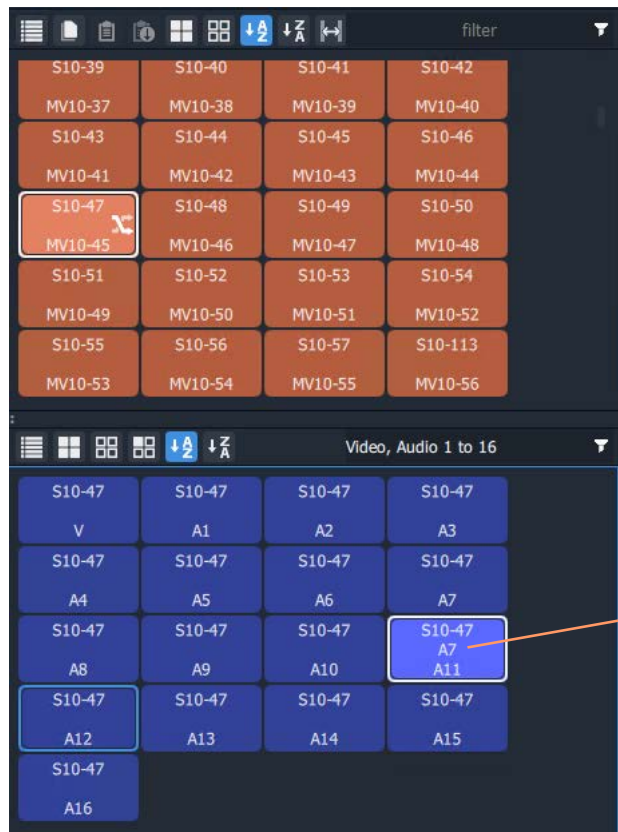 filter
S10-39 S10-40 S10-41 S10-42
MV10-37 MV10-38 MV10-39 MV10-40
S10-43 S10-44 S10-45 S10-46
MV10-41 MV10-42 MV10-43 MV10-44
S10-47 S10-48 S10-49 S10-50
MV10-45 MV10-46 MV10-47 MV10-48
S10-51 S10-52 S10-53 S10-54
MV10-49 MV10-50 MV10-51 MV10-52
S10-55 S10-56 S10-57 S10-113
MV10-53 MV10-54 MV10-55 MV10-56
Video, Audio 1 to 16
S10-47 S10-47 S10-47 S10-47
V A1 A2 A3
S10-47 S10-47 S10-47 S10-47
A4 A5 A6 A7
S10-47 S10-47 S10-47 S10-47
A7
A8 A9 A10 A11
S10-47 S10-47 S10-47 S10-47
A12 A13 A14 A15
S10-47
A16